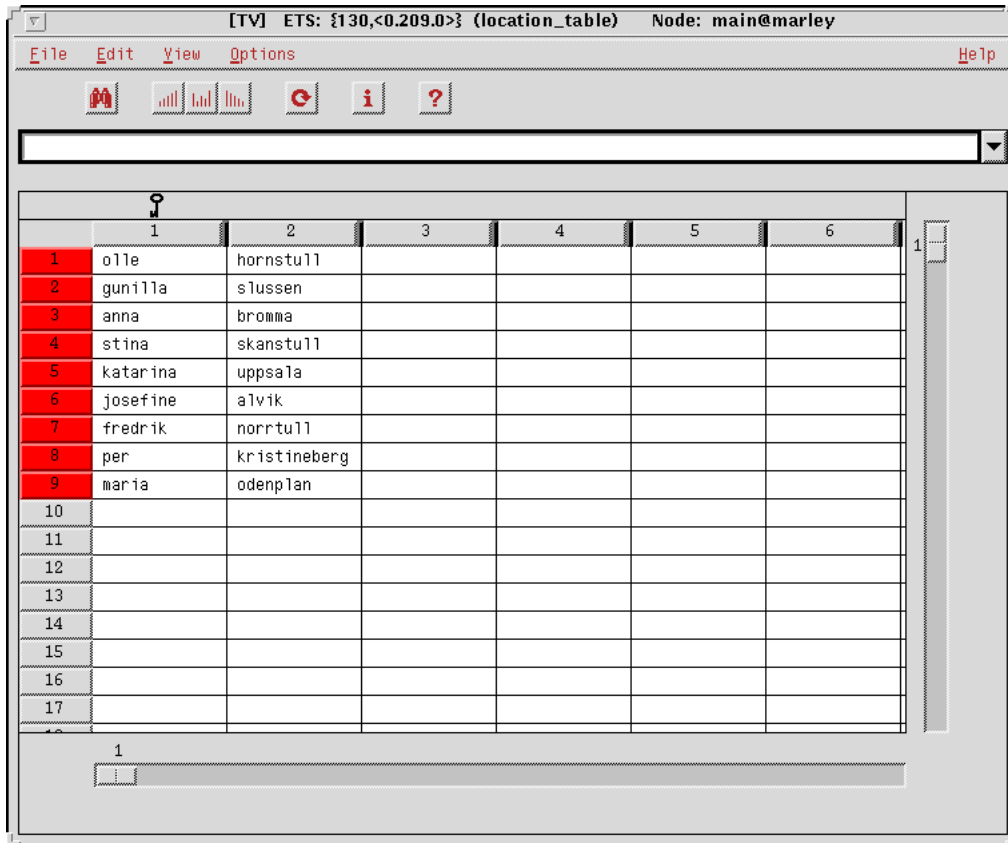 [TV] ETS: {130,<0.209.0>} (location_table) Node: main@marley
File Edit View Options Help
i ?
1 2 3 4 5 6
1
1 olle hornstull
2 gunilla slussen
3 anna bromma
4 stina skanstull
5 katarina uppsala
6 josefine alvik
7 fredrik norrtull
8 per kristineberg
9 maria odenplan
10
11
12
13
14
15
16
17
1